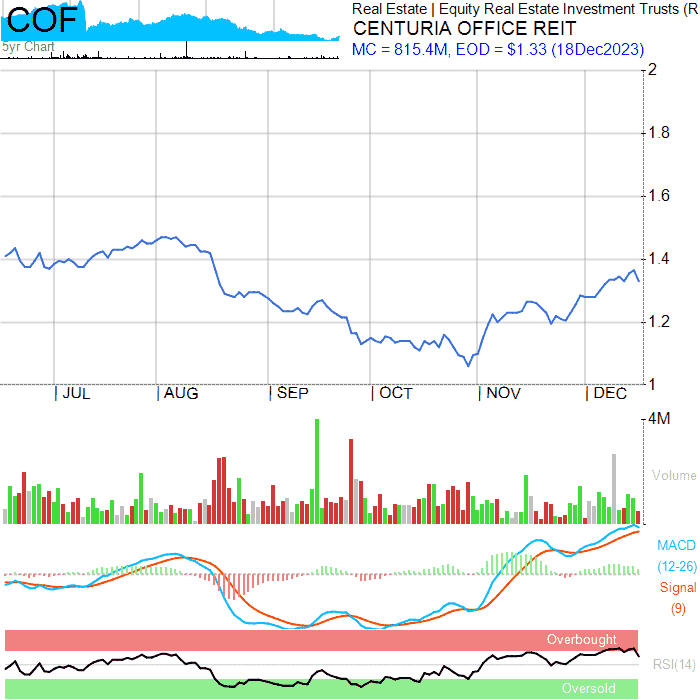 COF
5yr Chart
Real Estate | Equity Real Estate Investment Trusts (R
CENTURIA OFFICE REIT
MC = 815.4M, EOD = $1.33 (18Dec2023)
2
1.8
1.6
1.4
1.2
1
| JUL | AUG | SEP | OCT | NOV | DEC
4M
Volume
MACD
(12-26)
Signal
(9)
Overbought
RSI(14)
Oversold